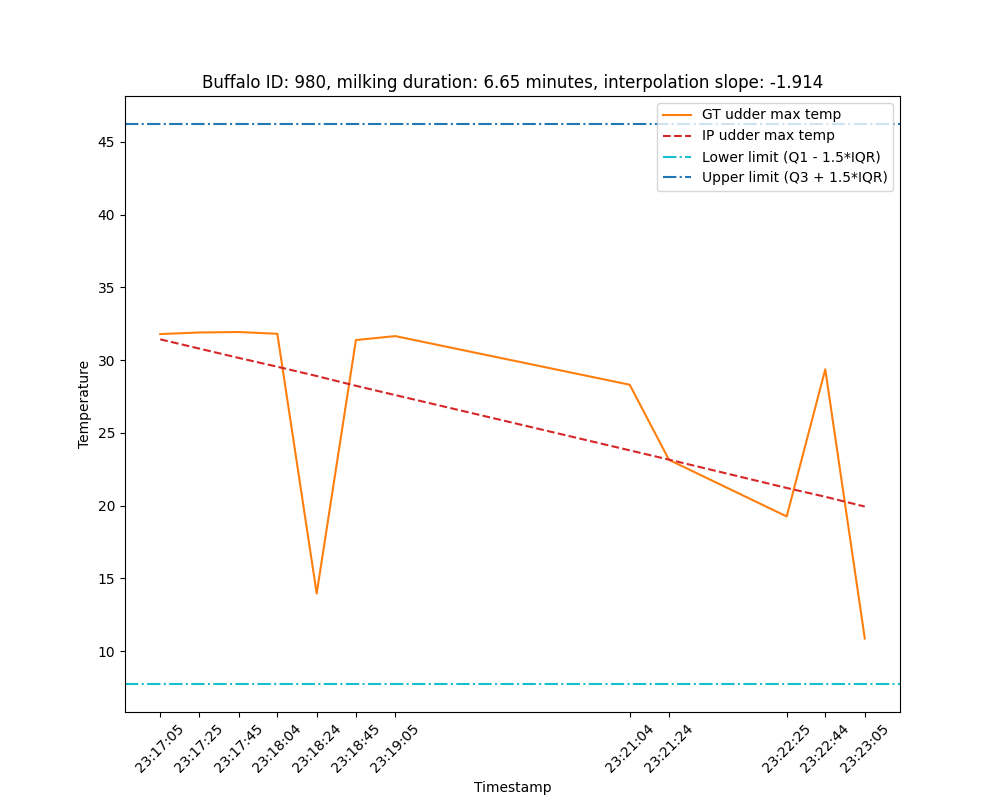 Buffalo ID: 980, milking duration: 6.65 minutes, interpolation slope: -1.914
GT udder max temp
IP udder max temp
Lower limit (Q1 - 1.5*IQR)
Upper limit (Q3 + 1.5*IQR)
45
40
35
30
25
20
15
10
Temperature
23:17:05
23:17:25
23:17:45
23:18:04
23:18:24
23:18:45
23:19:05
23:21:04
23:21:24
23:22:25
23:22:44
23:23:05
Timestamp